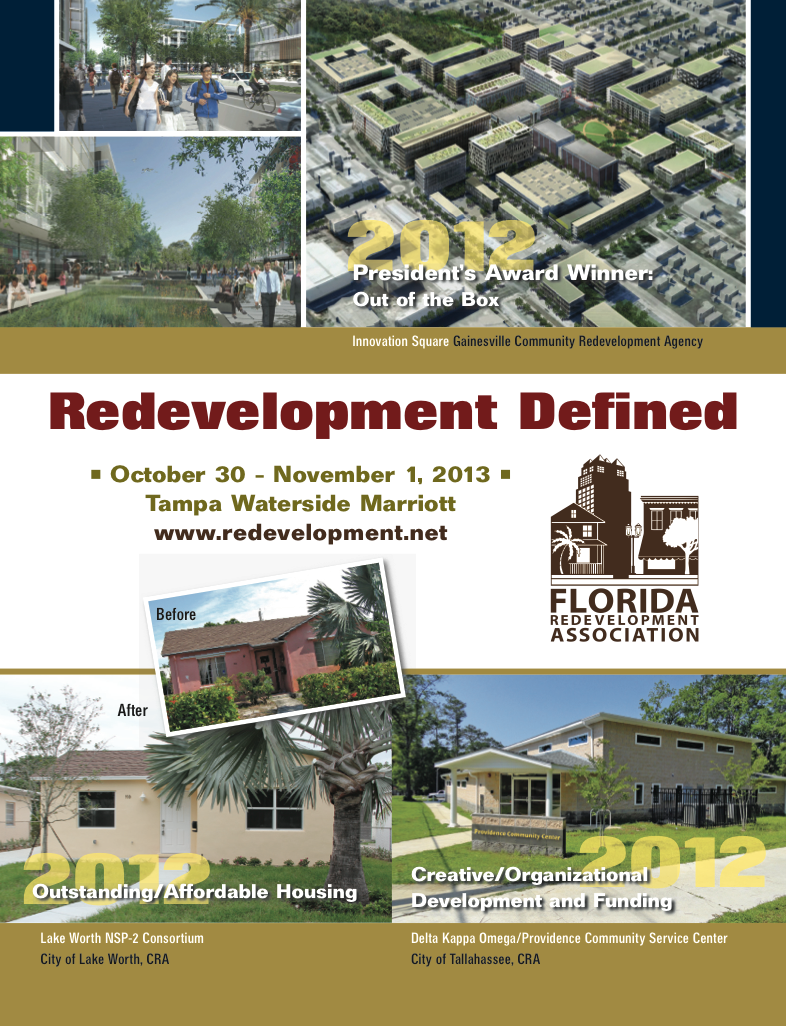 2012
President's Award Winner:
Out of the Box
Innovation Square Gainesville Community Redevelopment Agency
Redevelopment Defined
October 30 - November 1, 2013
Tampa Waterside Marriott
www.redevelopment.net
FLORIDA
REDEVELOPMENT
ASSOCIATION
Before
After
2012
Outstanding/Affordable Housing
Lake Worth NSP-2 Consortium
City of Lake Worth, CRA
Providence Community Center
2012
Creative/Organizational
Development and Funding
Delta Kappa Omega/Providence Community Service Center
City of Tallahassee, CRA